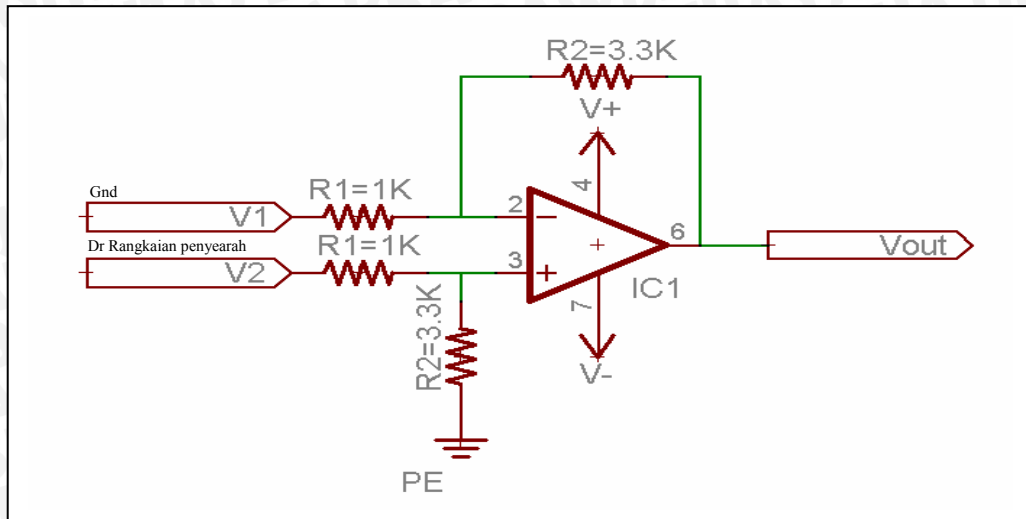 R2=3.3K
V+
4
Gnd
R1=1K
V1
2
Dr Rangkaian penyearah
R1=1K
V2
3
6
Vout
IC1
7
R2=3.3K
V-
PE